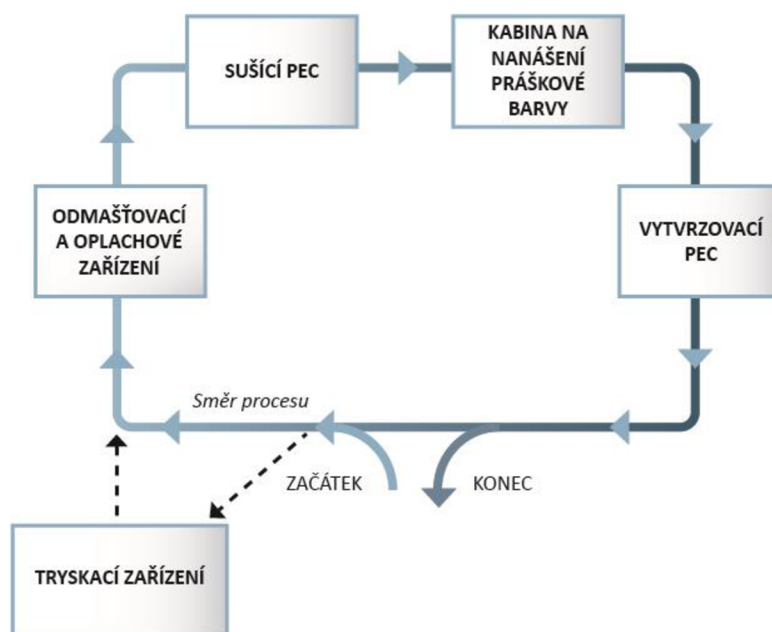 SUŠÍCÍ PEC
KABINA NA
NANÁŠENÍ
PRÁŠKOVÉ
BARVY
ODMAŠŤOVACÍ
A OPLACHOVÉ
ZAŘÍZENÍ
VYTVRZOVACÍ
PEC
Směr procesu
ZAČÁTEK
KONEC
TRYSKACÍ ZAŘÍZENÍ